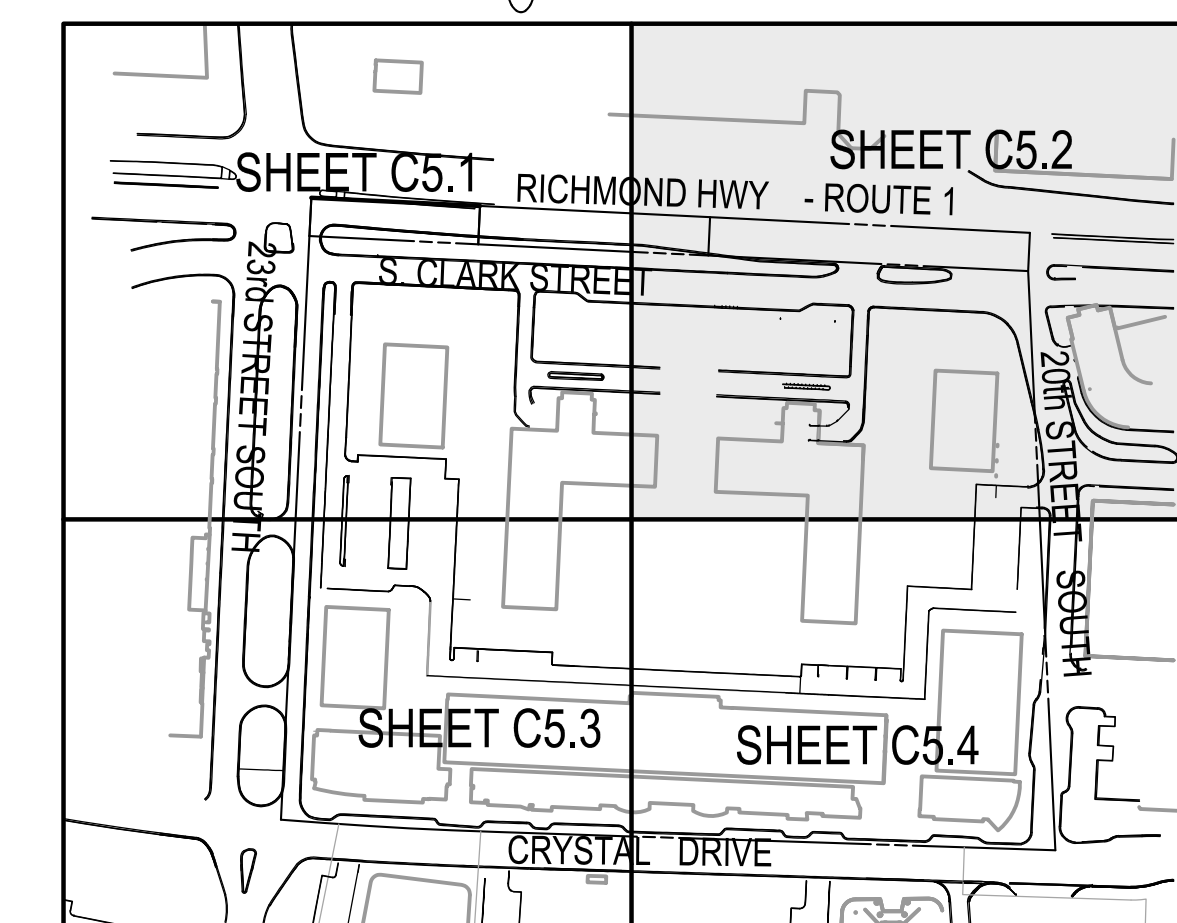 SHEET C5.2
SHEET C5.1
RICHMOND HWY - ROUTE 1
S. CLARK STREET
23rd STREET SOUTH
20th STREET SOUTH
SHEET C5.3
SHEET C5.4
CRYSTAL DRIVE